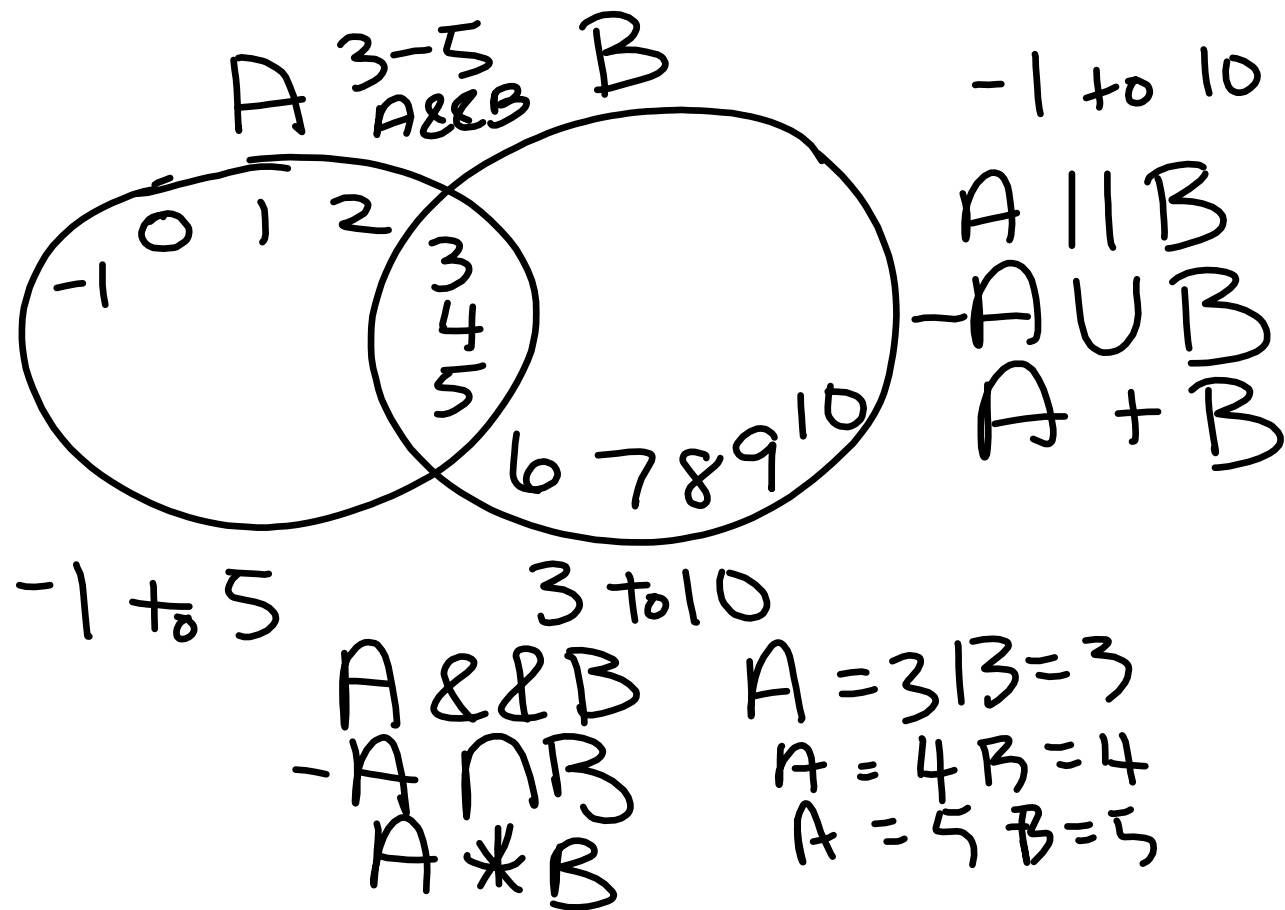 A 3-5 B
A&&B
-1 to 10
A || B
-A ∪ B
A + B
-1 0 1 2
3
4
5
6 7 8 9 10
-1 to 5
3 to 10
A && B
-A ∩ B
A * B
A = 3 B = 3
A = 4 B = 4
A = 5 B = 5